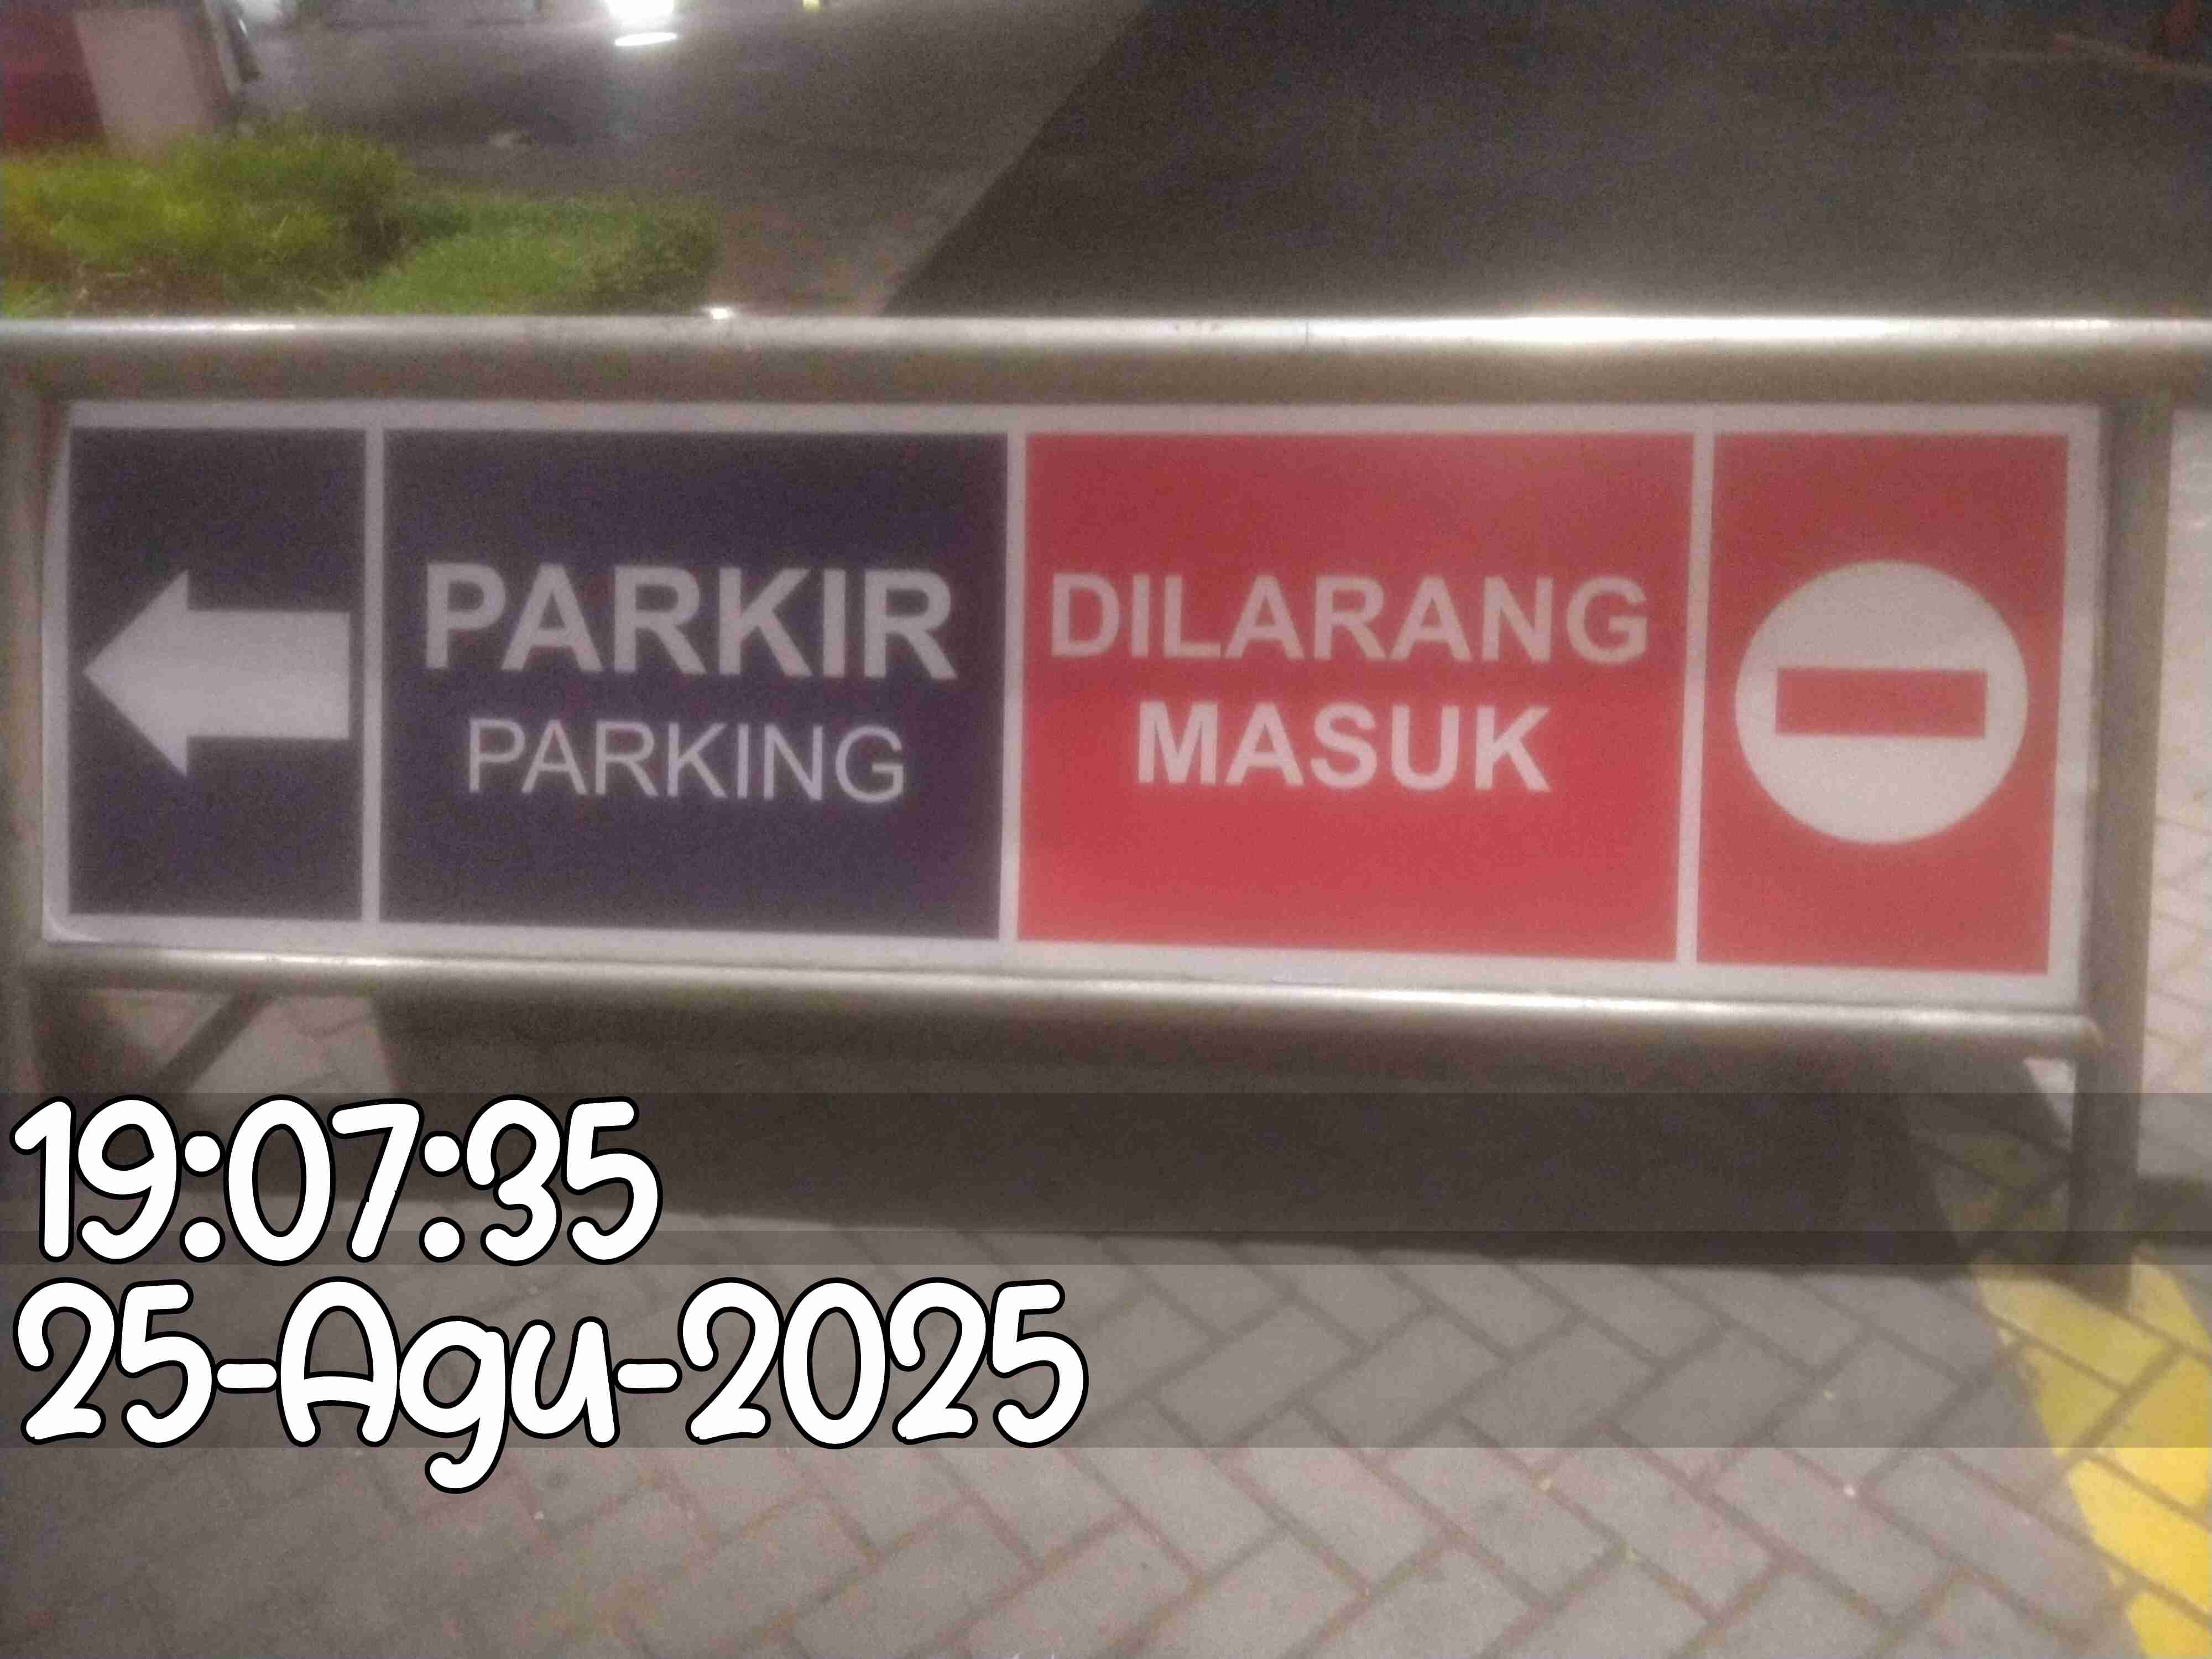 PARKIR
PARKING
DILARANG
MASUK
19:07:35
25-Agu-2025